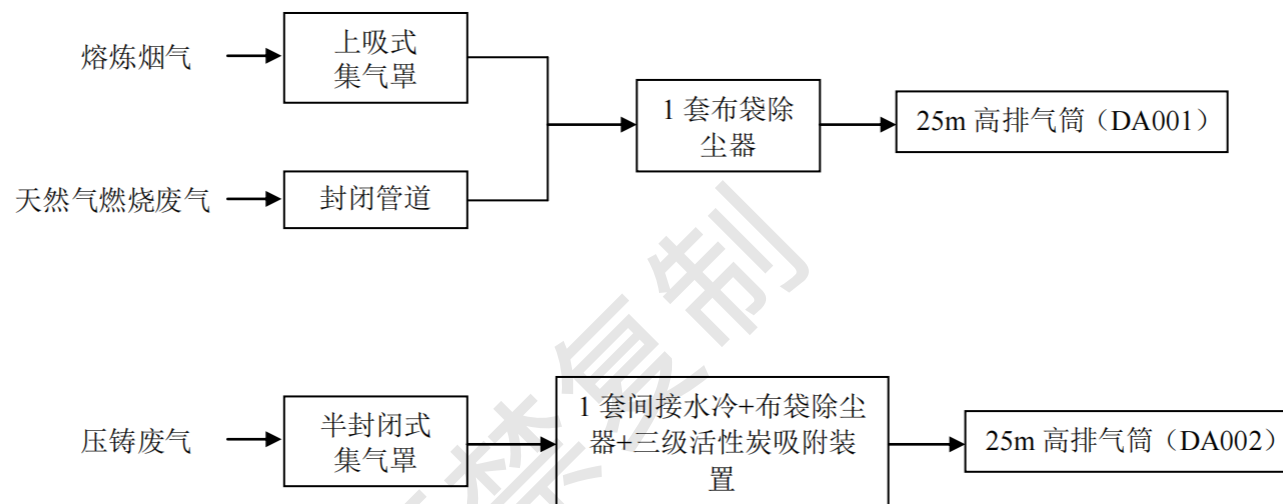 熔炼烟气
上吸式
集气罩
1 套布袋除
尘器
25m 高排气筒（DA001）
天然气燃烧废气
封闭管道
压铸废气
半封闭式
集气罩
1 套间接水冷+布袋除尘
器+三级活性炭吸附装
置
25m 高排气筒（DA002）
禁复制